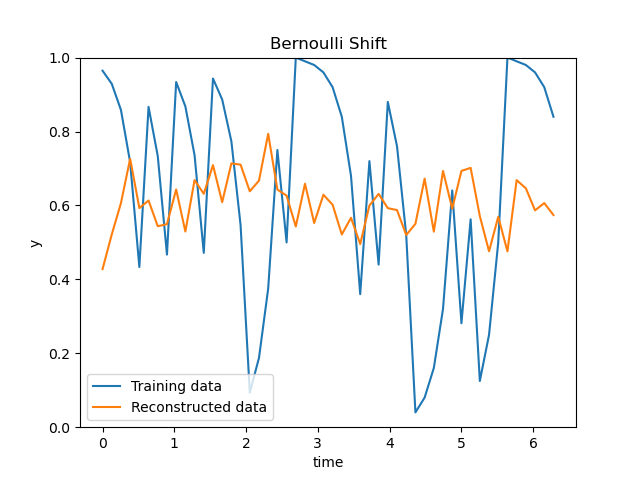 Bernoulli Shift
1.0
0.8
0.6
0.4
0.2
0.0
y
Training data
Reconstructed data
0 1 2 3 4 5 6
time